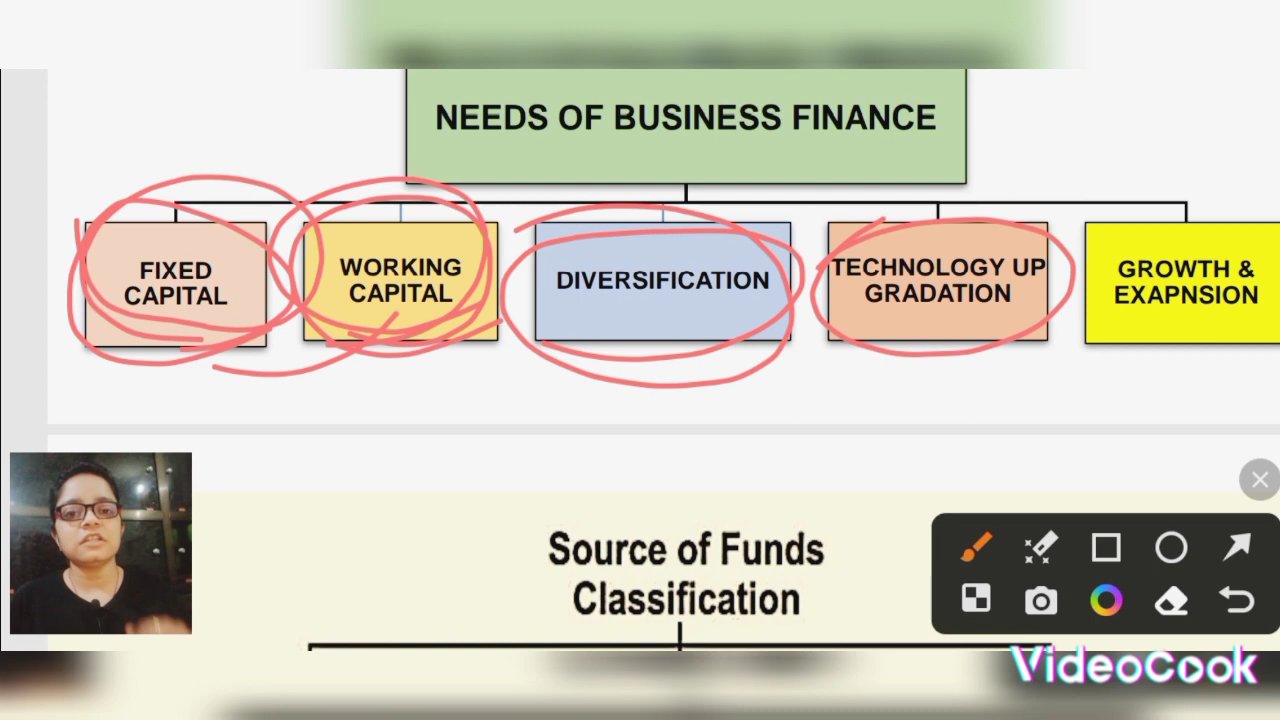 NEEDS OF BUSINESS FINANCE
FIXED
CAPITAL
WORKING
CAPITAL
DIVERSIFICATION
TECHNOLOGY UP
GRADATION
GROWTH &
EXAPNSION
Source of Funds
Classification
VideoCook